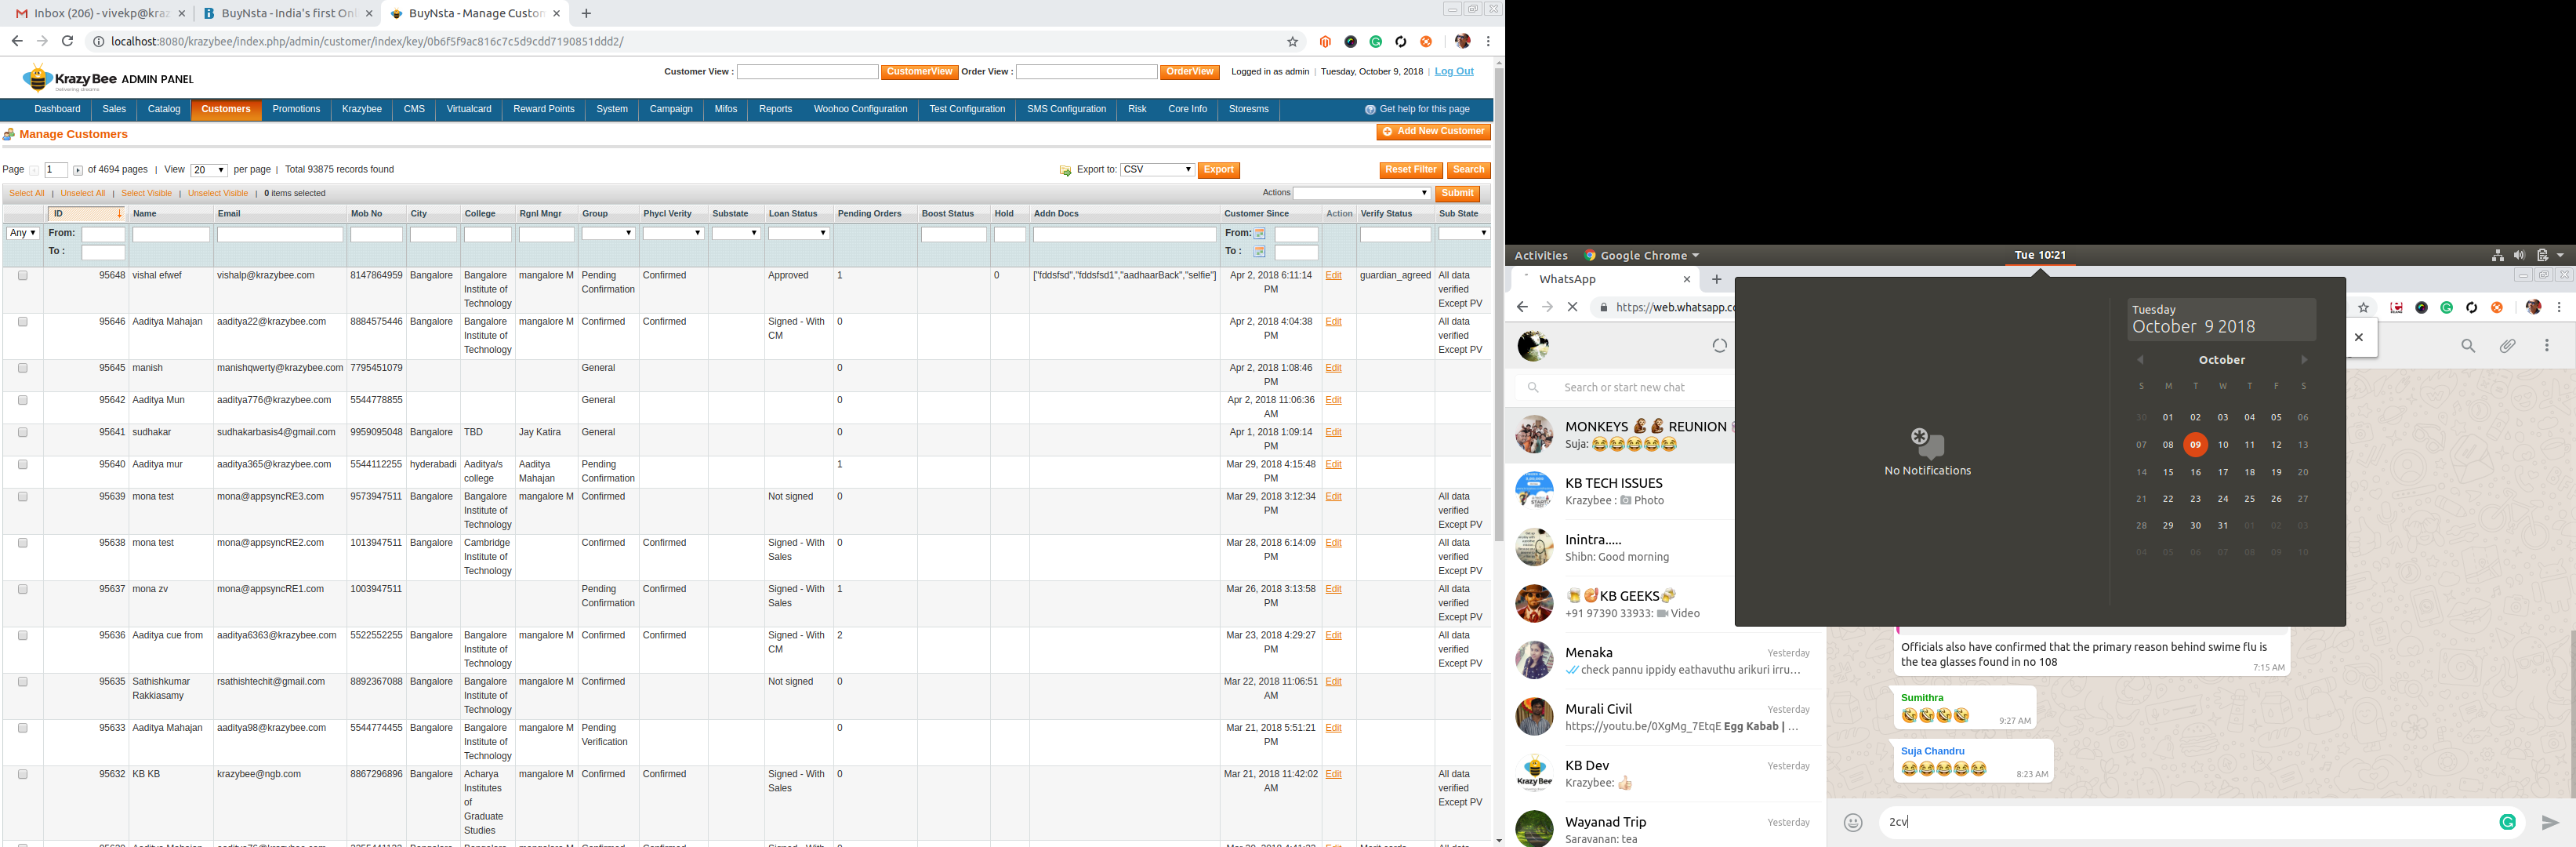 Inbox (206) - vivekp@kraz
BuyNsta - India's first Onl
BuyNsta - Manage Custom
localhost:8080/krazybee/index.php/admin/customer/index/key/0b6f5f9ac816c7c5d9cdd7190851ddd2/
KrazyBee ADMIN PANEL
Delivering dreams
Customer View : CustomerView Order View : OrderView Logged in as admin | Tuesday, October 9, 2018 | Log Out
Dashboard Sales Catalog Customers Promotions Krazybee CMS Virtualcard Reward Points System Campaign Mifos Reports Woohoo Configuration Test Configuration SMS Configuration Risk Core Info Storesms Get help for this page
Manage Customers Add New Customer
Page 1 of 4694 pages | View 20 per page | Total 93875 records found Export to: CSV Export Reset Filter Search
Select All | Unselect All | Select Visible | Unselect Visible | 0 items selected Actions Submit
ID Name Email Mob No City College Rgnl Mngr Group Phycl Verity Substate Loan Status Pending Orders Boost Status Hold Addn Docs Customer Since Action Verify Status Sub State
Any From: From:
To : To :
95648 vishal efwef vishalp@krazybee.com 8147864959 Bangalore Bangalore mangalore M Pending Confirmed Approved 1 0 ["fddsfsd","fddsfsd1","aadhaarBack","selfie"] Apr 2, 2018 6:11:14 Edit guardian_agreed All data
Institute of Confirmation PM verified
Technology Except PV
95646 Aaditya Mahajan aaditya22@krazybee.com 8884575446 Bangalore Bangalore mangalore M Confirmed Confirmed Signed - With 0 Apr 2, 2018 4:04:38 Edit All data
Institute of CM PM verified
Technology Except PV
95645 manish manishqwerty@krazybee.com 7795451079 General 0 Apr 2, 2018 1:08:46 Edit
PM
95642 Aaditya Mun aaditya776@krazybee.com 5544778855 General 0 Apr 2, 2018 11:06:36 Edit
AM
95641 sudhakar sudhakarbasis4@gmail.com 9959095048 Bangalore TBD Jay Katira General 0 Apr 1, 2018 1:09:14 Edit
PM
95640 Aaditya mur aaditya365@krazybee.com 5544112255 hyderabadi Aaditya/s Aaditya Pending 1 Mar 29, 2018 4:15:48 Edit
college Mahajan Confirmation PM
95639 mona test mona@appsyncRE3.com 9573947511 Bangalore Bangalore mangalore M Confirmed Not signed 0 Mar 29, 2018 3:12:34 Edit All data
Institute of PM verified
Technology Except PV
95638 mona test mona@appsyncRE2.com 1013947511 Bangalore Cambridge Confirmed Confirmed Signed - With 0 Mar 28, 2018 6:14:09 Edit All data
Institute of Sales PM verified
Technology Except PV
95637 mona zv mona@appsyncRE1.com 1003947511 Pending Confirmed Signed - With 1 Mar 26, 2018 3:13:58 Edit All data
Confirmation Sales PM verified
Except PV
95636 Aaditya cue from aaditya6363@krazybee.com 5522552255 Bangalore Bangalore mangalore M Confirmed Confirmed Signed - With 2 Mar 23, 2018 4:29:27 Edit All data
Institute of CM PM verified
Technology Except PV
95635 Sathishkumar rsathishtechit@gmail.com 8892367088 Bangalore Bangalore mangalore M Confirmed Not signed 0 Mar 22, 2018 11:06:51 Edit
Rakkiasamy Institute of AM
Technology
95633 Aaditya Mahajan aaditya98@krazybee.com 5544774455 Bangalore Bangalore mangalore M Pending 0 Mar 21, 2018 5:51:21 Edit
Institute of Verification PM
Technology
95632 KB KB krazybee@ngb.com 8867296896 Bangalore Acharya mangalore M Confirmed Confirmed Signed - With 0 Mar 21, 2018 11:42:02 Edit All data
Institutes Sales AM verified
of Except PV
Graduate
Studies
Activities Google Chrome Tue 10:21
WhatsApp
https://web.whatsapp.co
Search or start new chat
MONKEYS 🐒 🐒 REUNION
Suja: 😂😂😂😂😂
KB TECH ISSUES
Krazybee : Photo
Inintra.....
Shibn: Good morning
KB GEEKS
+91 97390 33933: Video
Menaka Yesterday
check pannu ippidy eathavuthu arikuri irru...
Murali Civil Yesterday
https://youtu.be/0XgMg_7EtqE Egg Kabab | ...
KB Dev Yesterday
Krazybee: 👍🏻
Wayanad Trip Yesterday
Saravanan: tea
No Notifications
Tuesday
October 9 2018
October
S M T W T F S
30 01 02 03 04 05 06
07 08 09 10 11 12 13
14 15 16 17 18 19 20
21 22 23 24 25 26 27
28 29 30 31 01 02 03
04 05 06 07 08 09 10
Officials also have confirmed that the primary reason behind swime flu is
the tea glasses found in no 108
7:15 AM
Sumithra
🤣🤣🤣🤣 9:27 AM
Suja Chandru
😂😂😂😂😂 8:23 AM
2cv